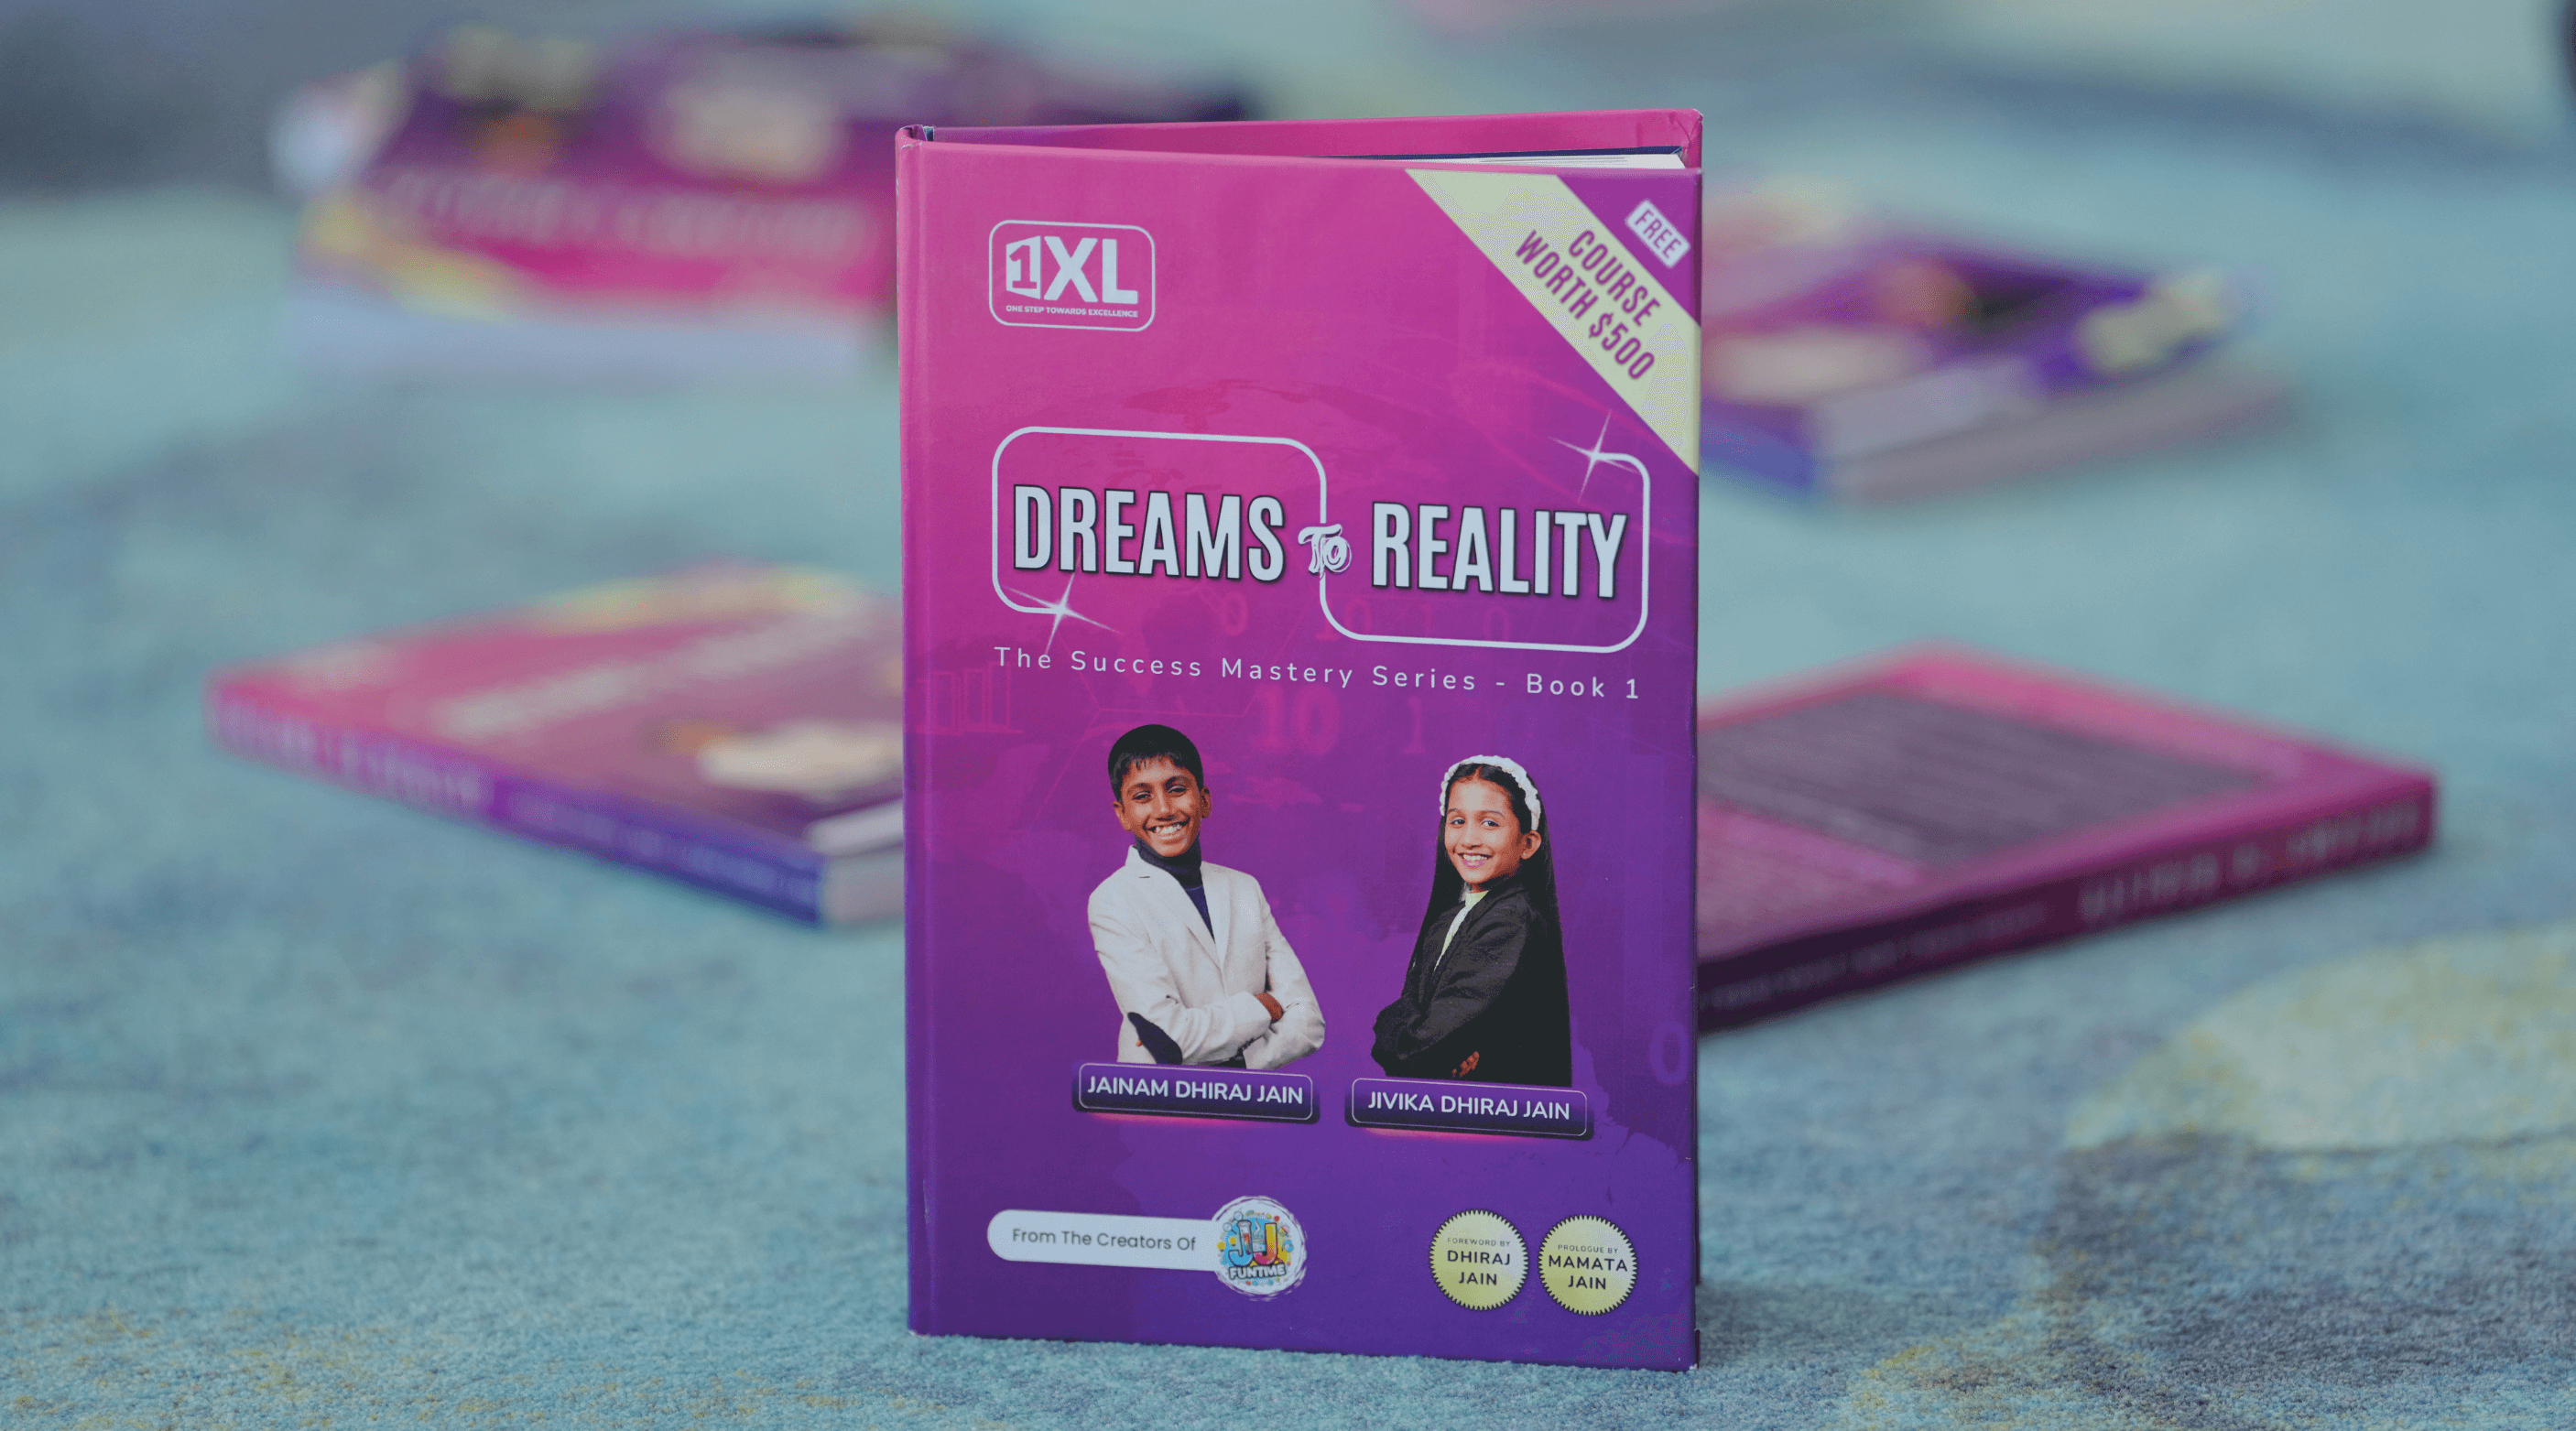 1XL
ONE STEP TOWARDS EXCELLENCE
FREE
COURSE
WORTH $500
DREAMS To REALITY
The Success Mastery Series - Book 1
JAINAM DHIRAJ JAIN
JIVIKA DHIRAJ JAIN
From The Creators Of
JJ
FUNTIME
FOREWORD BY
DHIRAJ
JAIN
PROLOGUE BY
MAMATA
JAIN